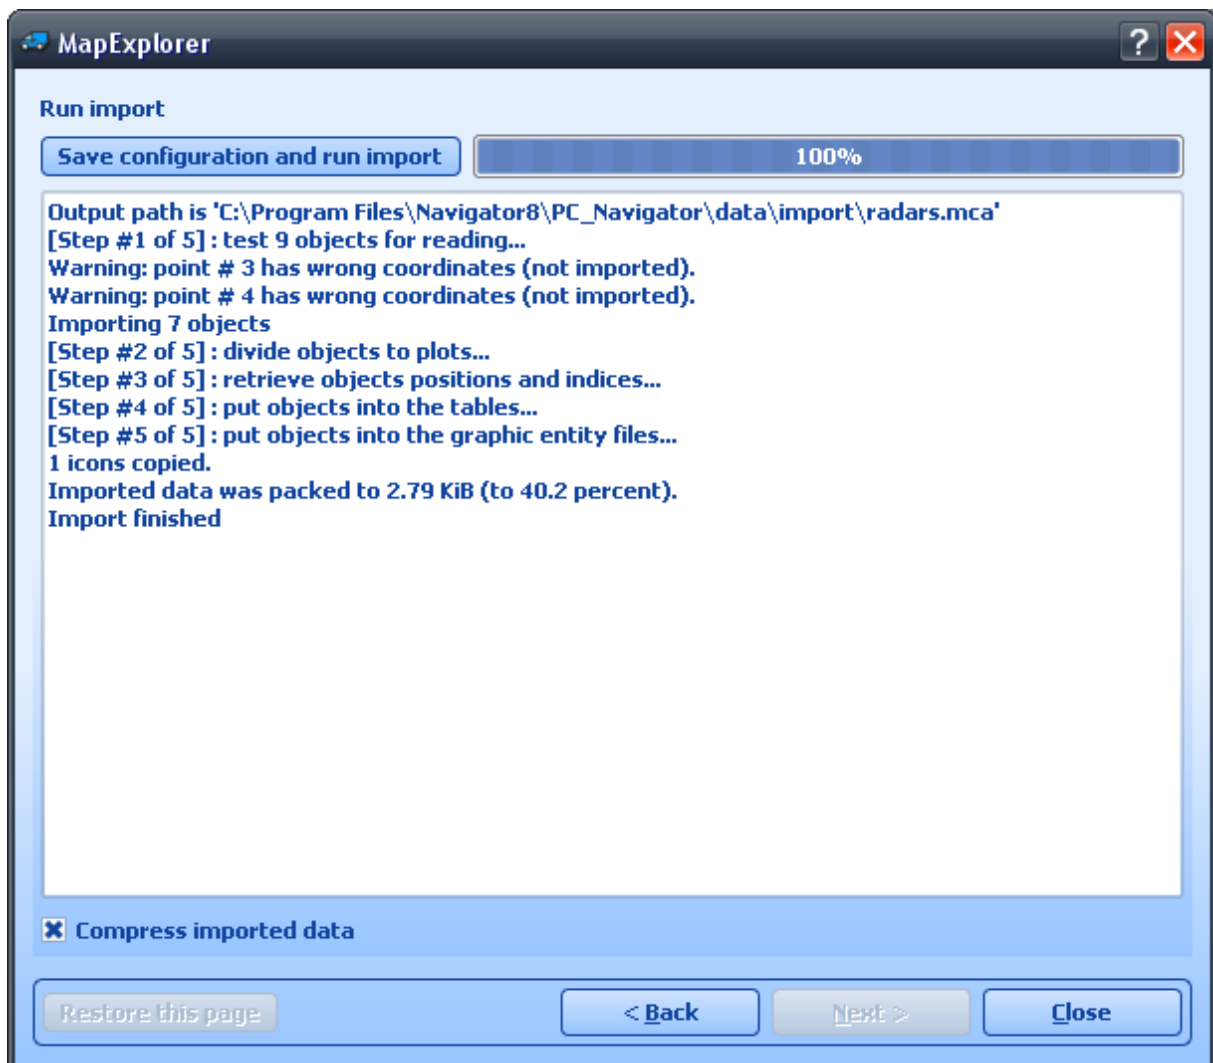 MapExplorer
?
Run import
Save configuration and run import
100%
Output path is 'C:\Program Files\Navigator8\PC_Navigator\data\import\radars.mca'
[Step #1 of 5] : test 9 objects for reading...
Warning: point # 3 has wrong coordinates (not imported).
Warning: point # 4 has wrong coordinates (not imported).
Importing 7 objects
[Step #2 of 5] : divide objects to plots...
[Step #3 of 5] : retrieve objects positions and indices...
[Step #4 of 5] : put objects into the tables...
[Step #5 of 5] : put objects into the graphic entity files...
1 icons copied.
Imported data was packed to 2.79 KiB (to 40.2 percent).
Import finished
Compress imported data
Restore this page
< Back
Next >
Close